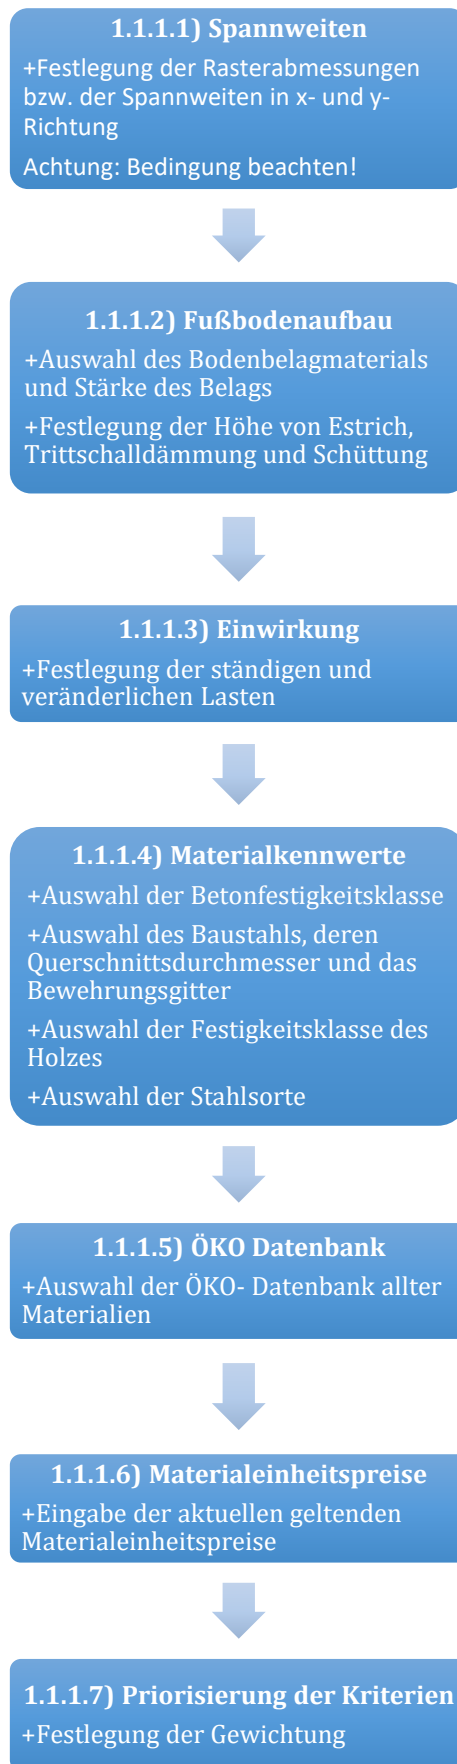 1.1.1.1) Spannweiten
+Festlegung der Rasterabmessungen
bzw. der Spannweiten in x- und y-
Richtung
Achtung: Bedingung beachten!
1.1.1.2) Fußbodenaufbau
+Auswahl des Bodenbelagmaterials
und Stärke des Belags
+Festlegung der Höhe von Estrich,
Trittschalldämmung und Schüttung
1.1.1.3) Einwirkung
+Festlegung der ständigen und
veränderlichen Lasten
1.1.1.4) Materialkennwerte
+Auswahl der Betonfestigkeitsklasse
+Auswahl des Baustahls, deren
Querschnittsdurchmesser und das
Bewehrungsgitter
+Auswahl der Festigkeitsklasse des
Holzes
+Auswahl der Stahlsorte
1.1.1.5) ÖKO Datenbank
+Auswahl der ÖKO- Datenbank allter
Materialien
1.1.1.6) Materialeinheitspreise
+Eingabe der aktuellen geltenden
Materialeinheitspreise
1.1.1.7) Priorisierung der Kriterien
+Festlegung der Gewichtung